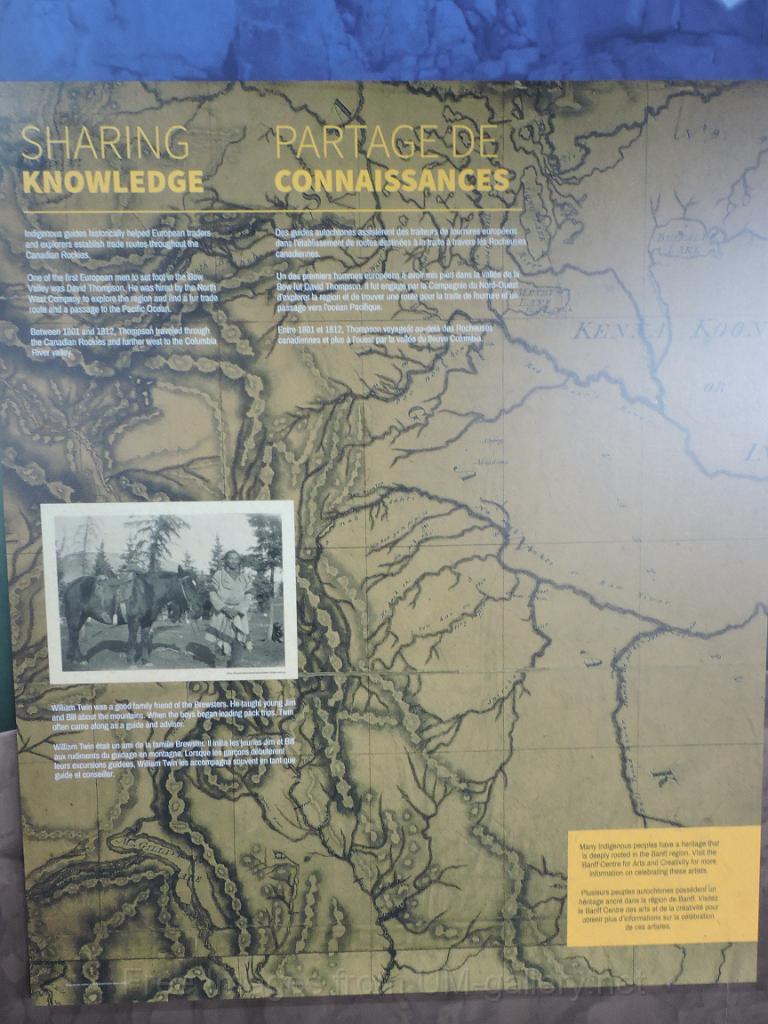 SHARING
KNOWLEDGE
Indigenous guides historically helped European traders
and explorers establish trade routes throughout the
Canadian Rockies.
One of the first European men to set foot in the Bow
Valley was David Thompson. He was hired by the North
West Company to explore the region and find a fur trade
route and a passage to the Pacific Ocean.
Between 1801 and 1812, Thompson traveled through
the Canadian Rockies and further west to the Columbia
River valley.
PARTAGE DE
CONNAISSANCES
Des guides autochtones assistèrent des traiteurs de fourrures européens
dans l'établissement de routes destinées à la traite à travers les Rocheuses
canadiennes.
Un des premiers hommes européens à avoir mis pied dans la vallée de la
Bow fut David Thompson. Il fut engagé par la Compagnie du Nord-Ouest
d'explorer la région et de trouver une route pour la traite de fourrure et un
passage vers l'océan Pacifique.
Entre 1801 et 1812, Thompson voyageât au-delà des Rocheuses
canadiennes et plus à l'ouest par la vallée du fleuve Columbia.
KOON
OR
K
William Twin was a good family friend of the Brewsters. He taught young Jim
and Bill about the mountains. When the boys began leading pack trips, Twin
often came along as a guide and advisor.
William Twin était un ami de la famille Brewster. Il initia les jeunes Jim et Bill
aux rudiments du guidage en montagne. Lorsque les garçons débutèrent
leurs excursions guidées, William Twin les accompagna souvent en tant que
guide et conseiller.
Many Indigenous peoples have a heritage that
is deeply rooted in the Banff region. Visit the
Banff Centre for Arts and Creativity for more
information on celebrating these artists.
Plusieurs peuples autochtones possèdent un
héritage ancré dans la région de Banff. Visitez
le Banff Centre des arts et de la créativité pour
obtenir plus d'informations sur la célébration
de ces artistes.
Free image from UM-gallery.net